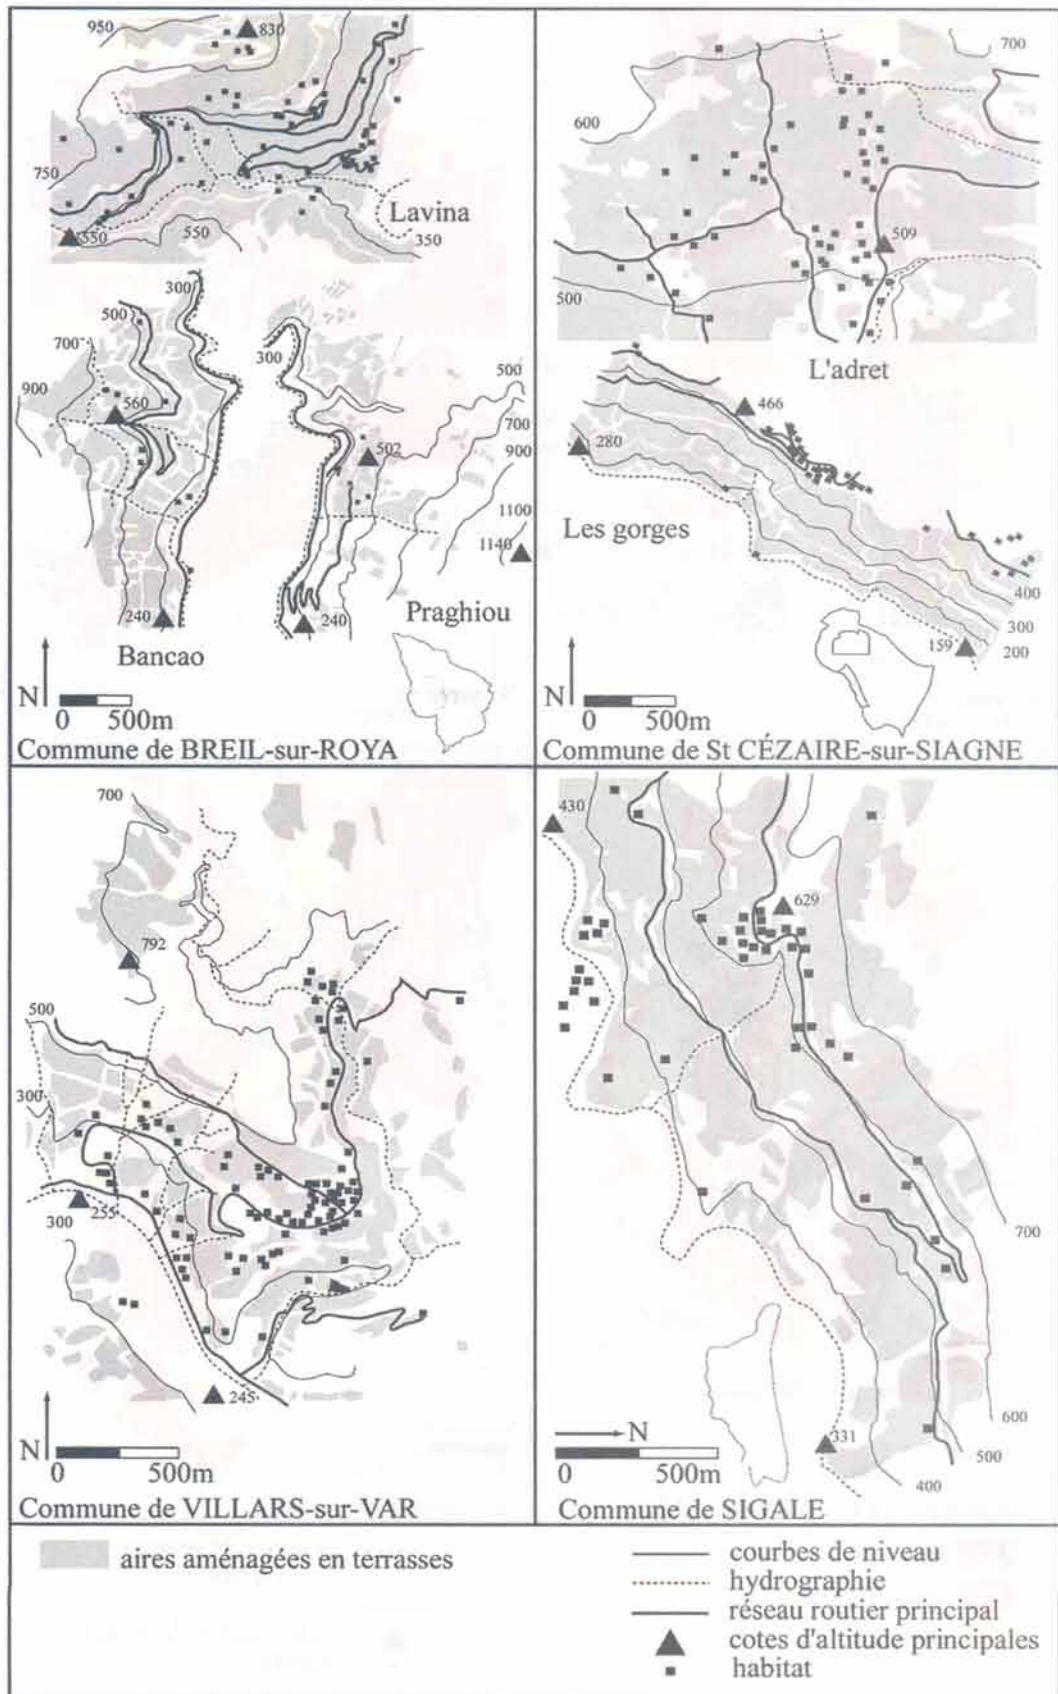 950
830
750
Lavina
550
550
350
300
500
700
900
560
240
Bancao
300
500
700
502
900
1100
1140
240
Praghiou
N
0 500m
Commune de BREIL-sur-ROYA
700
600
509
500
L'adret
466
280
Les gorges
400
300
159
200
N
0 500m
Commune de St CÉZAIRE-sur-SIAGNE
700
792
500
300
255
300
245
N
0 500m
Commune de VILLARS-sur-VAR
430
629
700
600
500
400
331
N
0 500m
Commune de SIGALE
aires aménagées en terrasses
courbes de niveau
hydrographie
réseau routier principal
cotes d'altitude principales
habitat